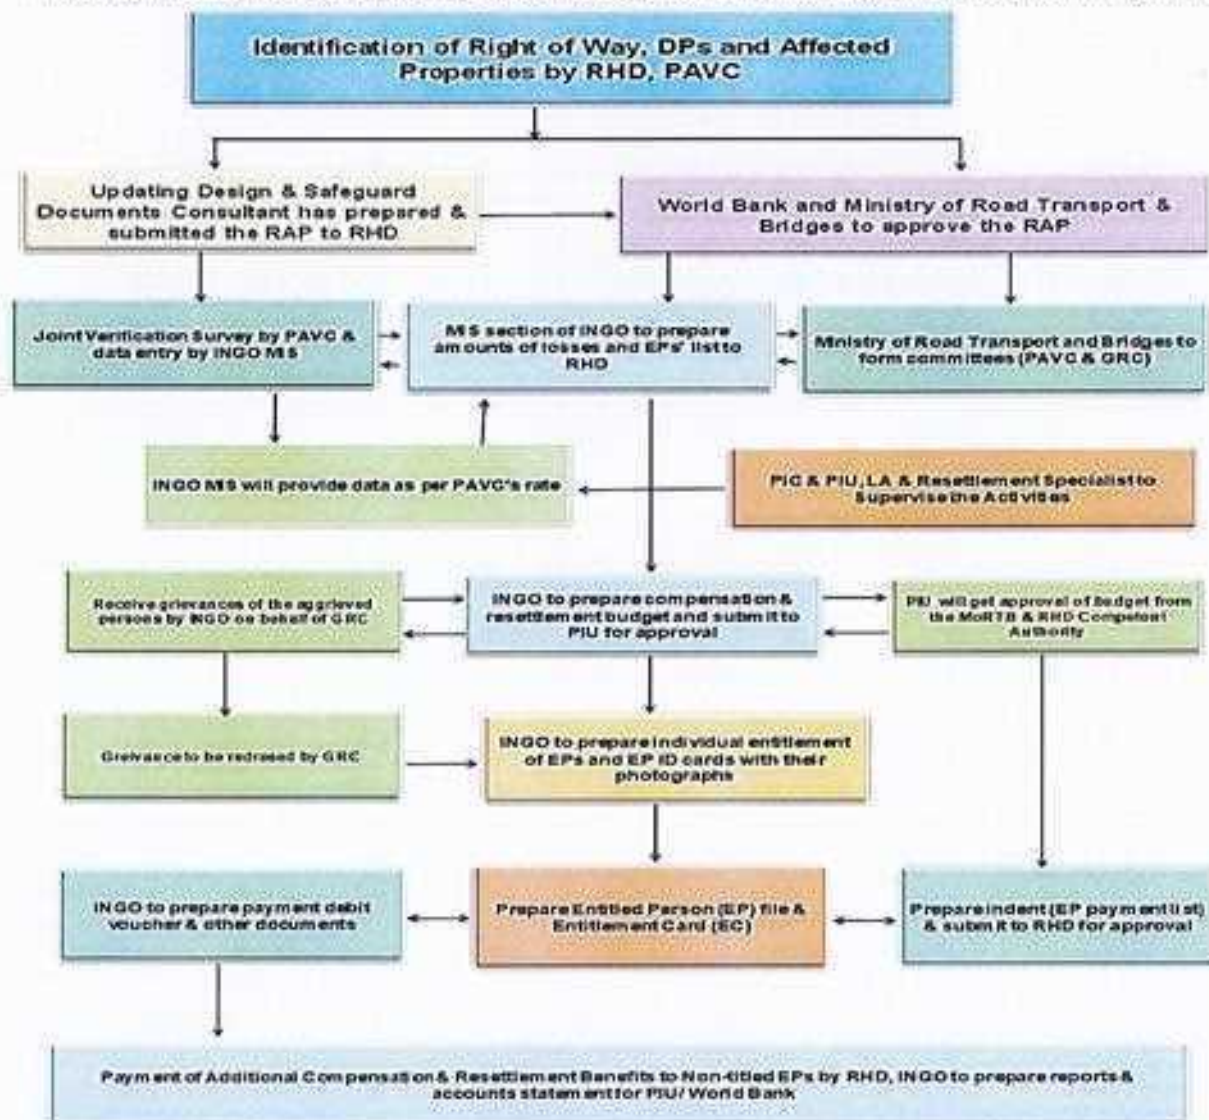 Identification of Right of Way, DPs and Affected
Properties by RHD, PAVC
Updating Design & Safeguard
Documents Consultant has prepared &
submitted the RAP to RHD
World Bank and Ministry of Road Transport &
Bridges to approve the RAP
Joint Verification Survey by PAVC &
data entry by INGO MIS
MIS section of INGO to prepare
amounts of losses and EPs' list to
RHD
Ministry of Road Transport and Bridges to
form committees (PAVC & GRC)
INGO MIS will provide data as per PAVC's rate
PIC & PIU, LA & Resettlement Specialist to
Supervise the Activities
Receive grievances of the aggrieved
persons by INGO on behalf of GRC
INGO to prepare compensation &
resettlement budget and submit to
PIU for approval
PIU will get approval of Budget from
the MoRTB & RHD Competent
Authority
Greivance to be redresed by GRC
INGO to prepare individual entitlement
of EPs and EP ID cards with their
photographs
INGO to prepare payment debit
voucher & other documents
Prepare Entitled Person (EP) file &
Entitlement Card (EC)
Prepare indent (EP payment list)
& submit to RHD for approval
Payment of Additional Compensation & Resettlement Benefits to Non-titled EPs by RHD, INGO to prepare reports &
accounts statement for PIU/ World Bank